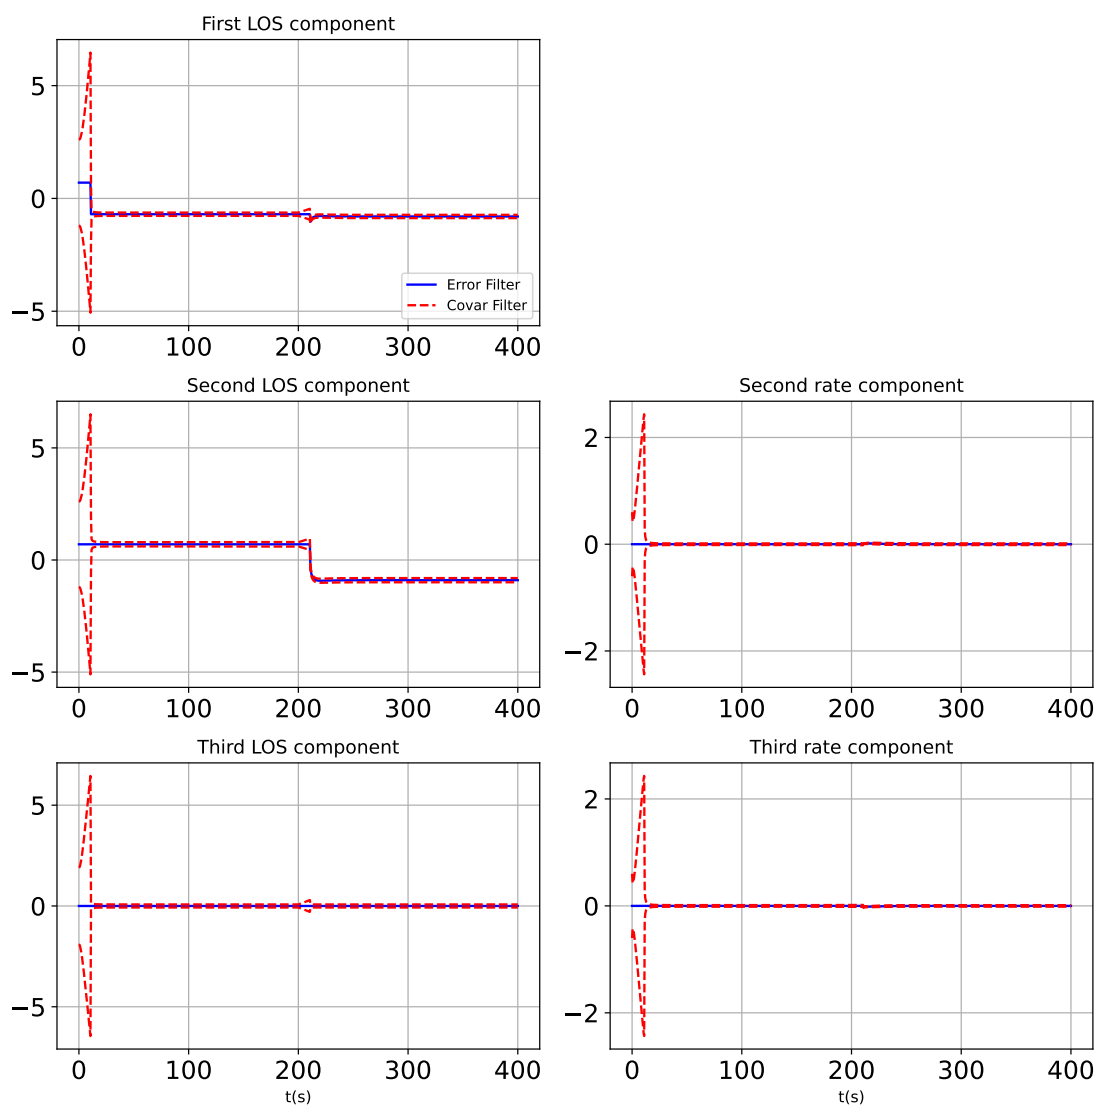 First LOS component
5
0
−5
Error Filter
Covar Filter
0 100 200 300 400
Second LOS component
5
0
−5
0 100 200 300 400
Second rate component
2
0
−2
0 100 200 300 400
Third LOS component
5
0
−5
0 100 200 300 400
t(s)
Third rate component
2
0
−2
0 100 200 300 400
t(s)